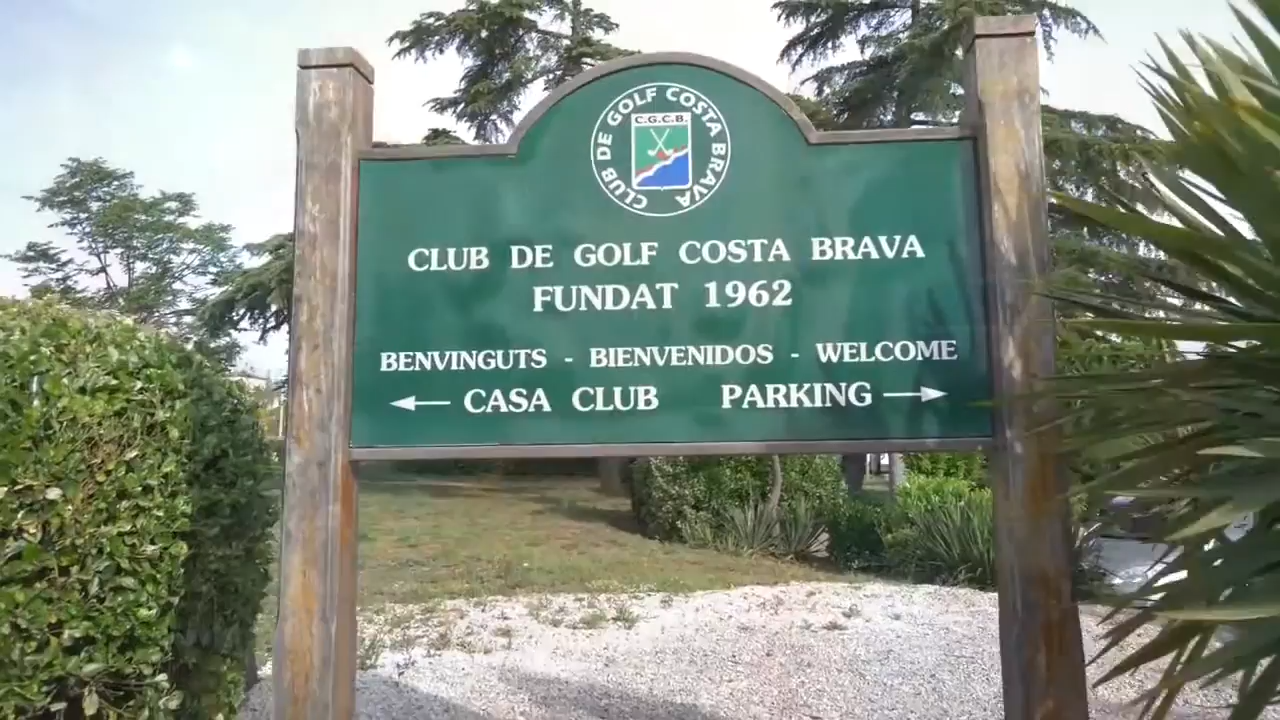 CLUB DE GOLF COSTA BRAVA
C.G.C.B.
CLUB DE GOLF COSTA BRAVA
FUNDAT 1962
BENVINGUTS - BIENVENIDOS - WELCOME
← CASA CLUB PARKING →